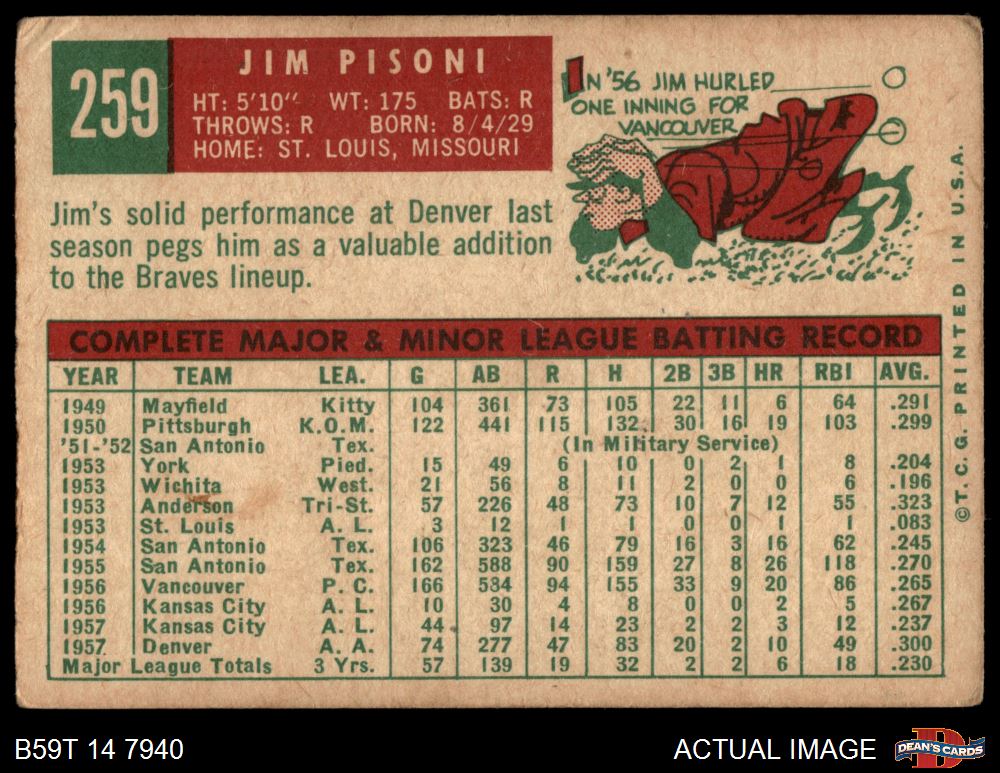 259
JIM PISONI
HT: 5'10" WT: 175 BATS: R
THROWS: R BORN: 8/4/29
HOME: ST. LOUIS, MISSOURI
IN '56 JIM HURLED
ONE INNING FOR
VANCOUVER
Jim's solid performance at Denver last
season pegs him as a valuable addition
to the Braves lineup.
COMPLETE MAJOR & MINOR LEAGUE BATTING RECORD
YEAR TEAM LEA. G AB R H 2B 3B HR RBI AVG.
1949 Mayfield Kitty 104 361 73 105 22 11 6 64 .291
1950 Pittsburgh K.O.M. 122 441 115 132 30 16 19 103 .299
'51-'52 San Antonio Tex. (In Military Service)
1953 York Pied. 15 49 6 10 0 2 1 8 .204
1953 Wichita West. 21 56 8 11 2 0 0 6 .196
1953 Anderson Tri-St. 57 226 48 73 10 7 12 55 .323
1953 St. Louis A. L. 3 12 1 1 0 0 1 1 .083
1954 San Antonio Tex. 106 323 46 79 16 3 16 62 .245
1955 San Antonio Tex. 162 588 90 159 27 8 26 118 .270
1956 Vancouver P. C. 166 584 94 155 33 9 20 86 .265
1956 Kansas City A. L. 10 30 4 8 0 0 2 5 .267
1957 Kansas City A. L. 44 97 14 23 2 2 3 12 .237
1957 Denver A. A. 74 277 47 83 20 2 10 49 .300
Major League Totals 3 Yrs. 57 139 19 32 2 2 6 18 .230
©T. C. G. PRINTED IN U.S.A.
B59T 14 7940
ACTUAL IMAGE
D
DEAN'S CARDS